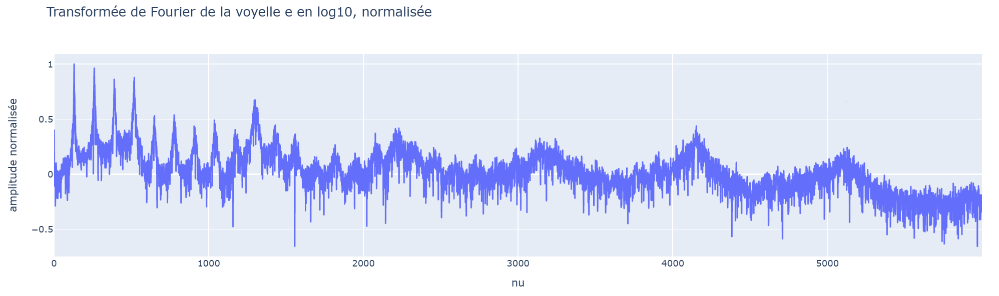 Transformée de Fourier de la voyelle e en log10, normalisée
amplitude normalisée
1
0.5
0
−0.5
0 1000 2000 3000 4000 5000
nu